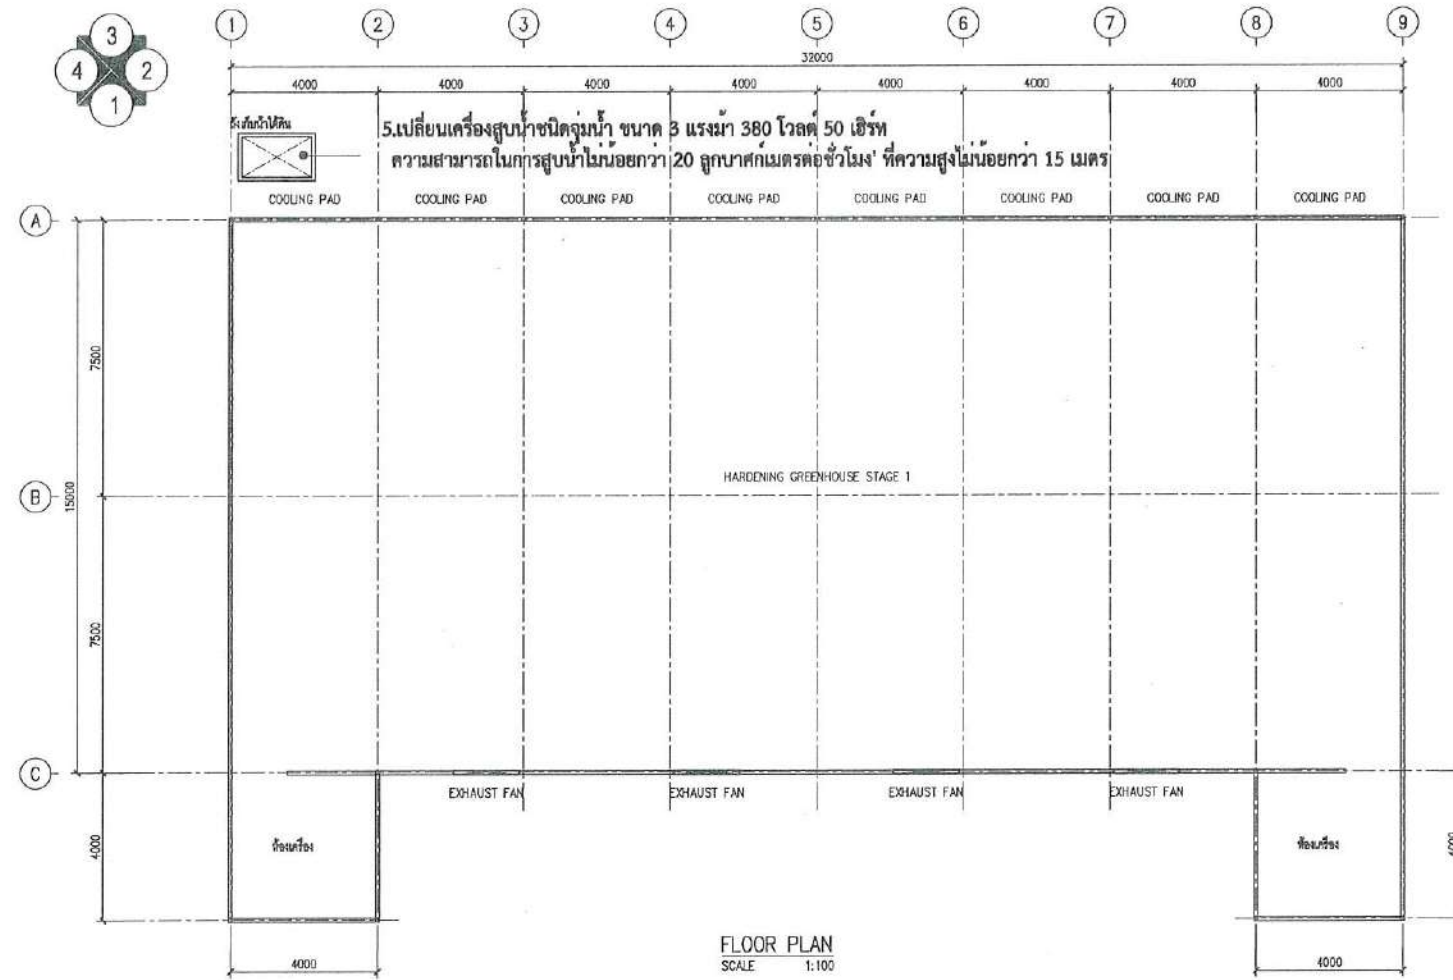 1 2 3 4 5 6 7 8 9
3
4 2
1
32000
4000 4000 4000 4000 4000 4000 4000 4000
ถังเก็บน้ำใต้ดิน
5.เปลี่ยนเครื่องสูบน้ำชนิดจุ่มน้ำ ขนาด 3 แรงม้า 380 โวลต์ 50 เฮิร์ท
ความสามารถในการสูบน้ำไม่น้อยกว่า 20 ลูกบาศก์เมตรต่อชั่วโมง' ที่ความสูงไม่น้อยกว่า 15 เมตร
COOLING PAD COOLING PAD COOLING PAD COOLING PAD COOLING PAD COOLING PAD COOLING PAD COOLING PAD
A
7500
HARDENING GREENHOUSE STAGE 1
B
15000
7500
C
EXHAUST FAN EXHAUST FAN EXHAUST FAN EXHAUST FAN
4000 ห้องเครื่อง ห้องเครื่อง 4000
FLOOR PLAN
SCALE 1:100
4000 4000